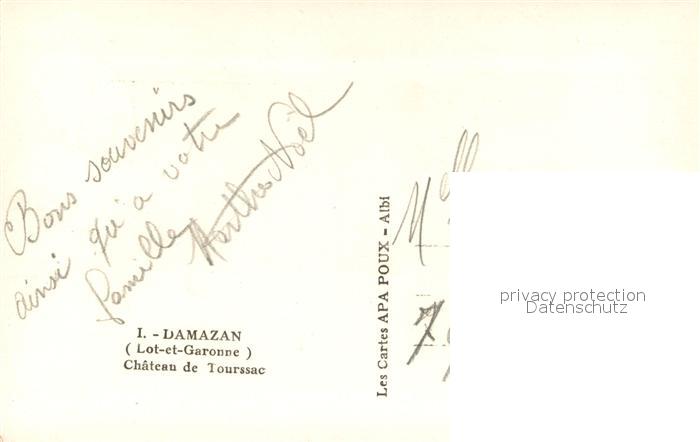 Bons souvenirs
ainsi qu'à votre
famille Marthe Noël
I. - DAMAZAN
( Lot-et-Garonne )
Château de Tourssac
Les Cartes APA POUX - Albi
Mlle
privacy protection
Datenschutz